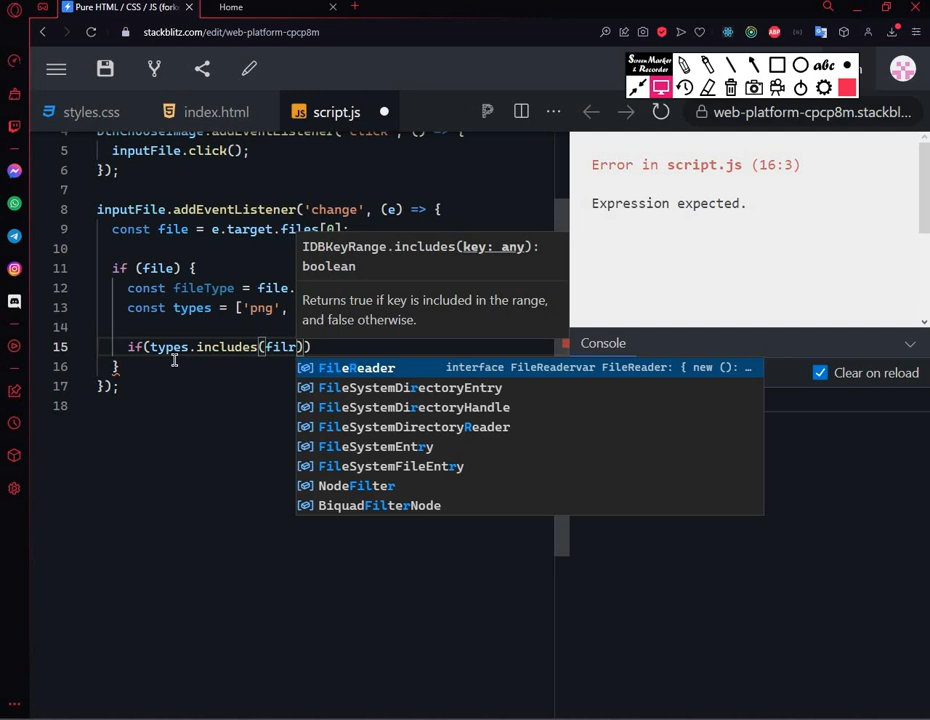 Pure HTML / CSS / JS (fork
Home
stackblitz.com/edit/web-platform-cpcp8m
ABP
SCREEN MARKER & RECORDER
abc
styles.css
index.html
script.js
web-platform-cpcp8m.stackbl...
5 inputFile.click();
6 });
7
8 inputFile.addEventListener('change', (e) => {
9 const file = e.target.files[0];
10
11 if (file) {
12 const fileType = file.
13 const types = ['png',
14
15 if(types.includes(filr))
16 }
17 });
18
IDBKeyRange.includes(key: any):
boolean
Returns true if key is included in the range,
and false otherwise.
FileReader interface FileReadervar FileReader: { new (): …
FileSystemDirectoryEntry
FileSystemDirectoryHandle
FileSystemDirectoryReader
FileSystemEntry
FileSystemFileEntry
NodeFilter
BiquadFilterNode
Error in script.js (16:3)
Expression expected.
Console
Clear on reload